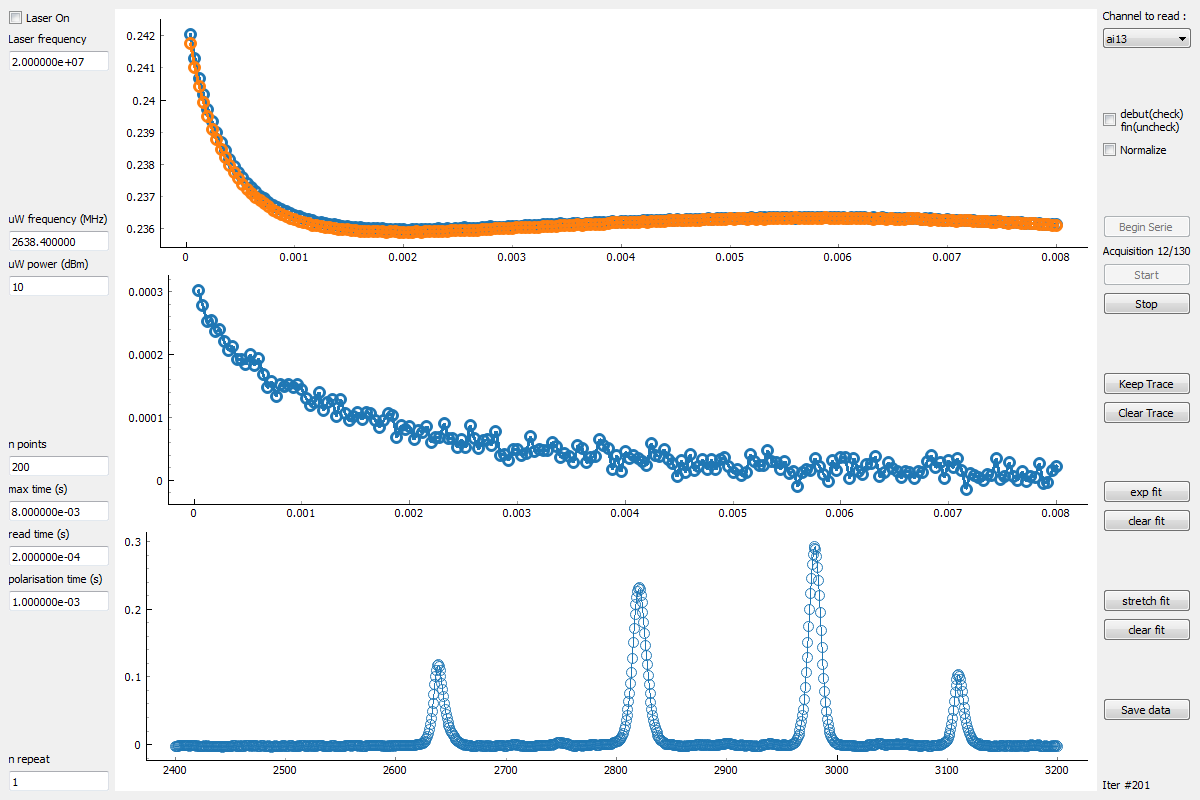 Laser On
Laser frequency
2.000000e+07
uW frequency (MHz)
2638.400000
uW power (dBm)
10
n points
200
max time (s)
8.000000e-03
read time (s)
2.000000e-04
polarisation time (s)
1.000000e-03
n repeat
1
0.242
0.241
0.24
0.239
0.238
0.237
0.236
0 0.001 0.002 0.003 0.004 0.005 0.006 0.007 0.008
0.0003
0.0002
0.0001
0
0 0.001 0.002 0.003 0.004 0.005 0.006 0.007 0.008
0.3
0.2
0.1
0
2400 2500 2600 2700 2800 2900 3000 3100 3200
Channel to read :
ai13
debut(check)
fin(uncheck)
Normalize
Begin Serie
Acquisition 12/130
Start
Stop
Keep Trace
Clear Trace
exp fit
clear fit
stretch fit
clear fit
Save data
Iter #201